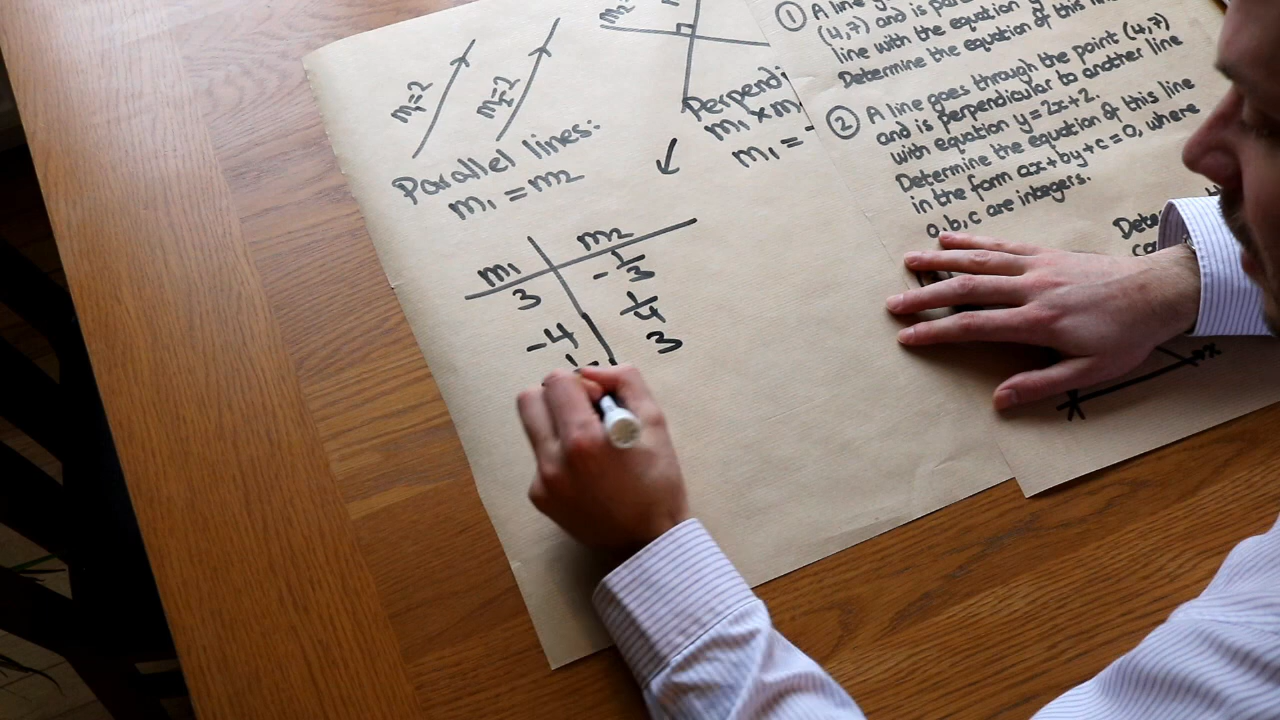 m=2
m=2
Parallel lines:
m₁ = m₂
m₂
Perpendi
m₁ × m
m₁ = -
m₁ m₂
3 -1/3
-4 1/4
3
① A line
(4,7) and is
line with the equation
Determine the equation of this
② A line goes through the point (4,7)
and is perpendicular to another line
with equation y = 2x + 2.
Determine the equation of this line
in the form ax + by + c = 0, where
a, b, c are integers.
Dete
x